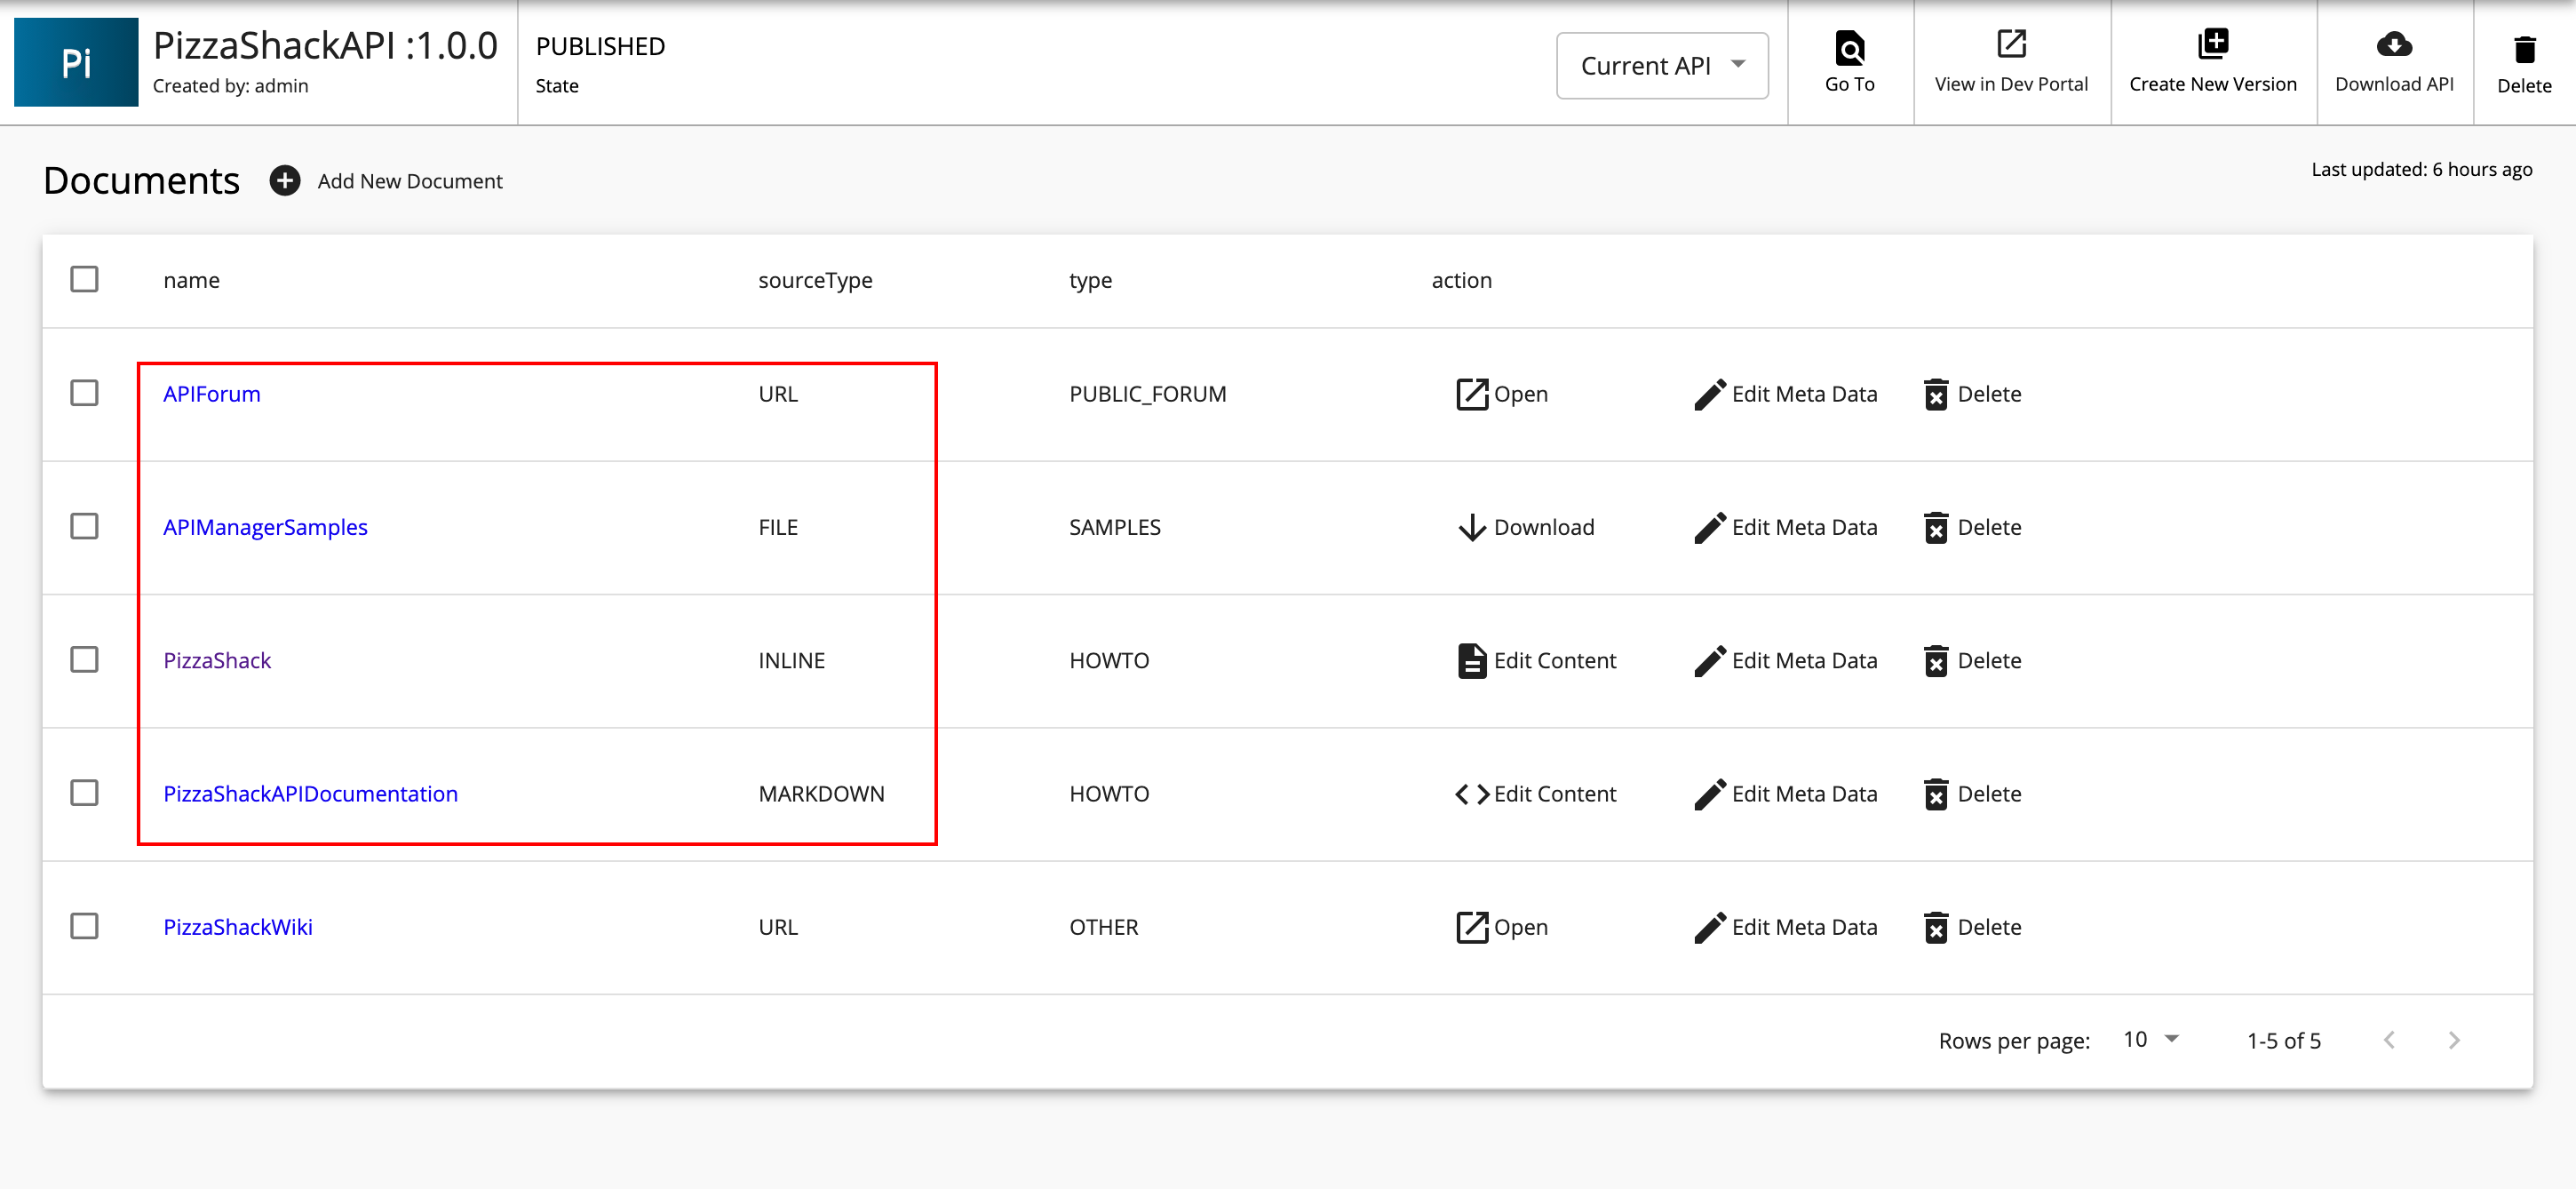 Pi
PizzaShackAPI :1.0.0
Created by: admin
PUBLISHED
State
Current API
Go To
View in Dev Portal
Create New Version
Download API
Delete
Documents
Add New Document
Last updated: 6 hours ago
name sourceType type action
APIForum URL PUBLIC_FORUM Open Edit Meta Data Delete
APIManagerSamples FILE SAMPLES Download Edit Meta Data Delete
PizzaShack INLINE HOWTO Edit Content Edit Meta Data Delete
PizzaShackAPIDocumentation MARKDOWN HOWTO Edit Content Edit Meta Data Delete
PizzaShackWiki URL OTHER Open Edit Meta Data Delete
Rows per page: 10 1-5 of 5